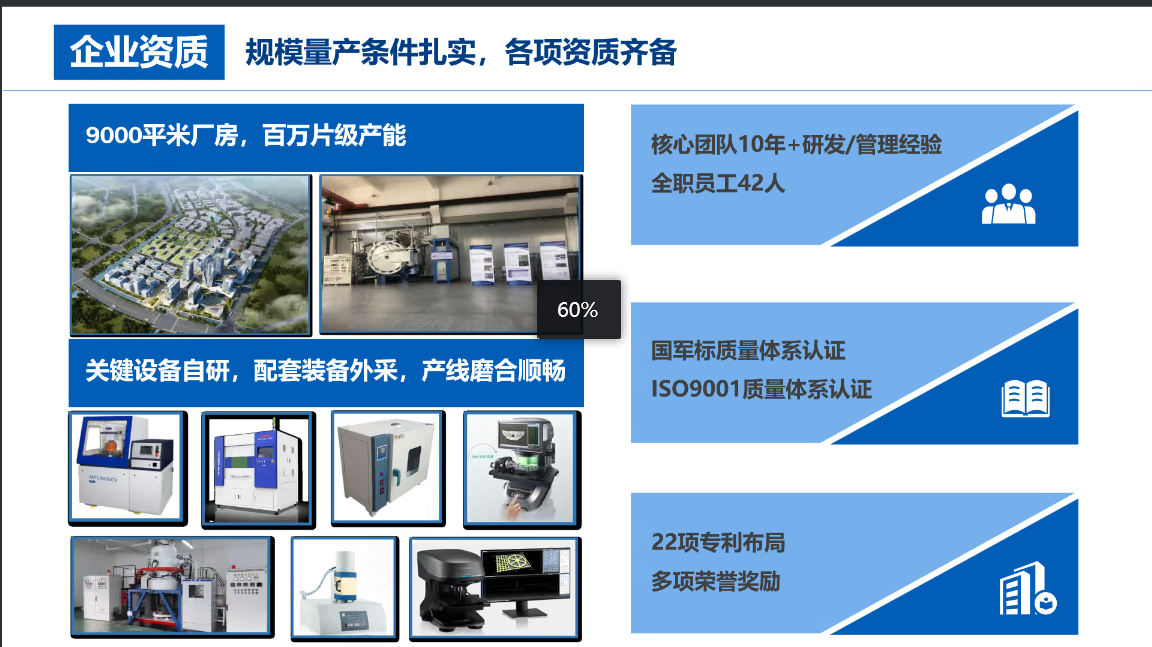 企业资质
规模量产条件扎实，各项资质齐备
9000平米厂房，百万片级产能
核心团队10年+研发/管理经验
全职员工42人
60%
关键设备自研，配套装备外采，产线磨合顺畅
国军标质量体系认证
ISO9001质量体系认证
22项专利布局
多项荣誉奖励